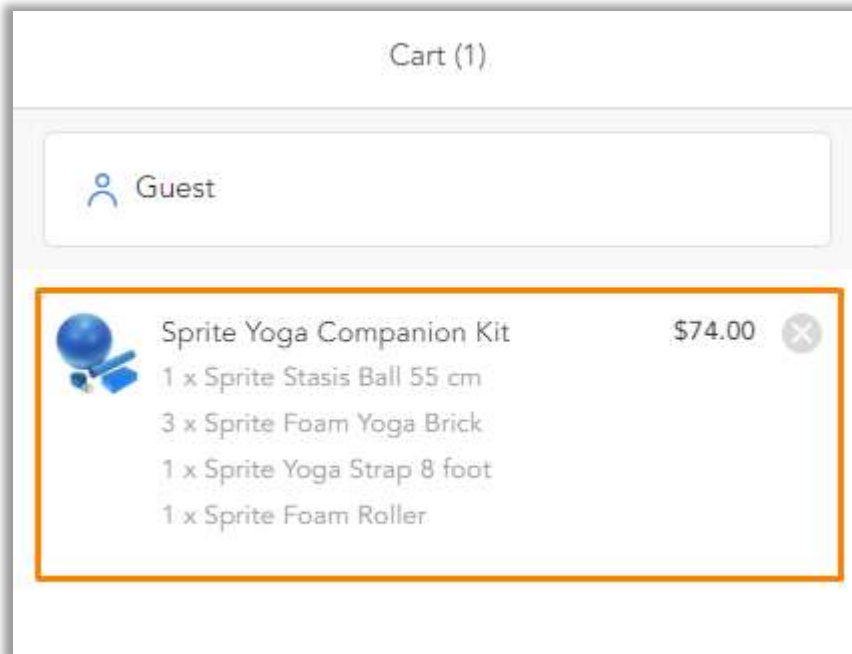 Cart (1)
Guest
Sprite Yoga Companion Kit $74.00
1 x Sprite Stasis Ball 55 cm
3 x Sprite Foam Yoga Brick
1 x Sprite Yoga Strap 8 foot
1 x Sprite Foam Roller